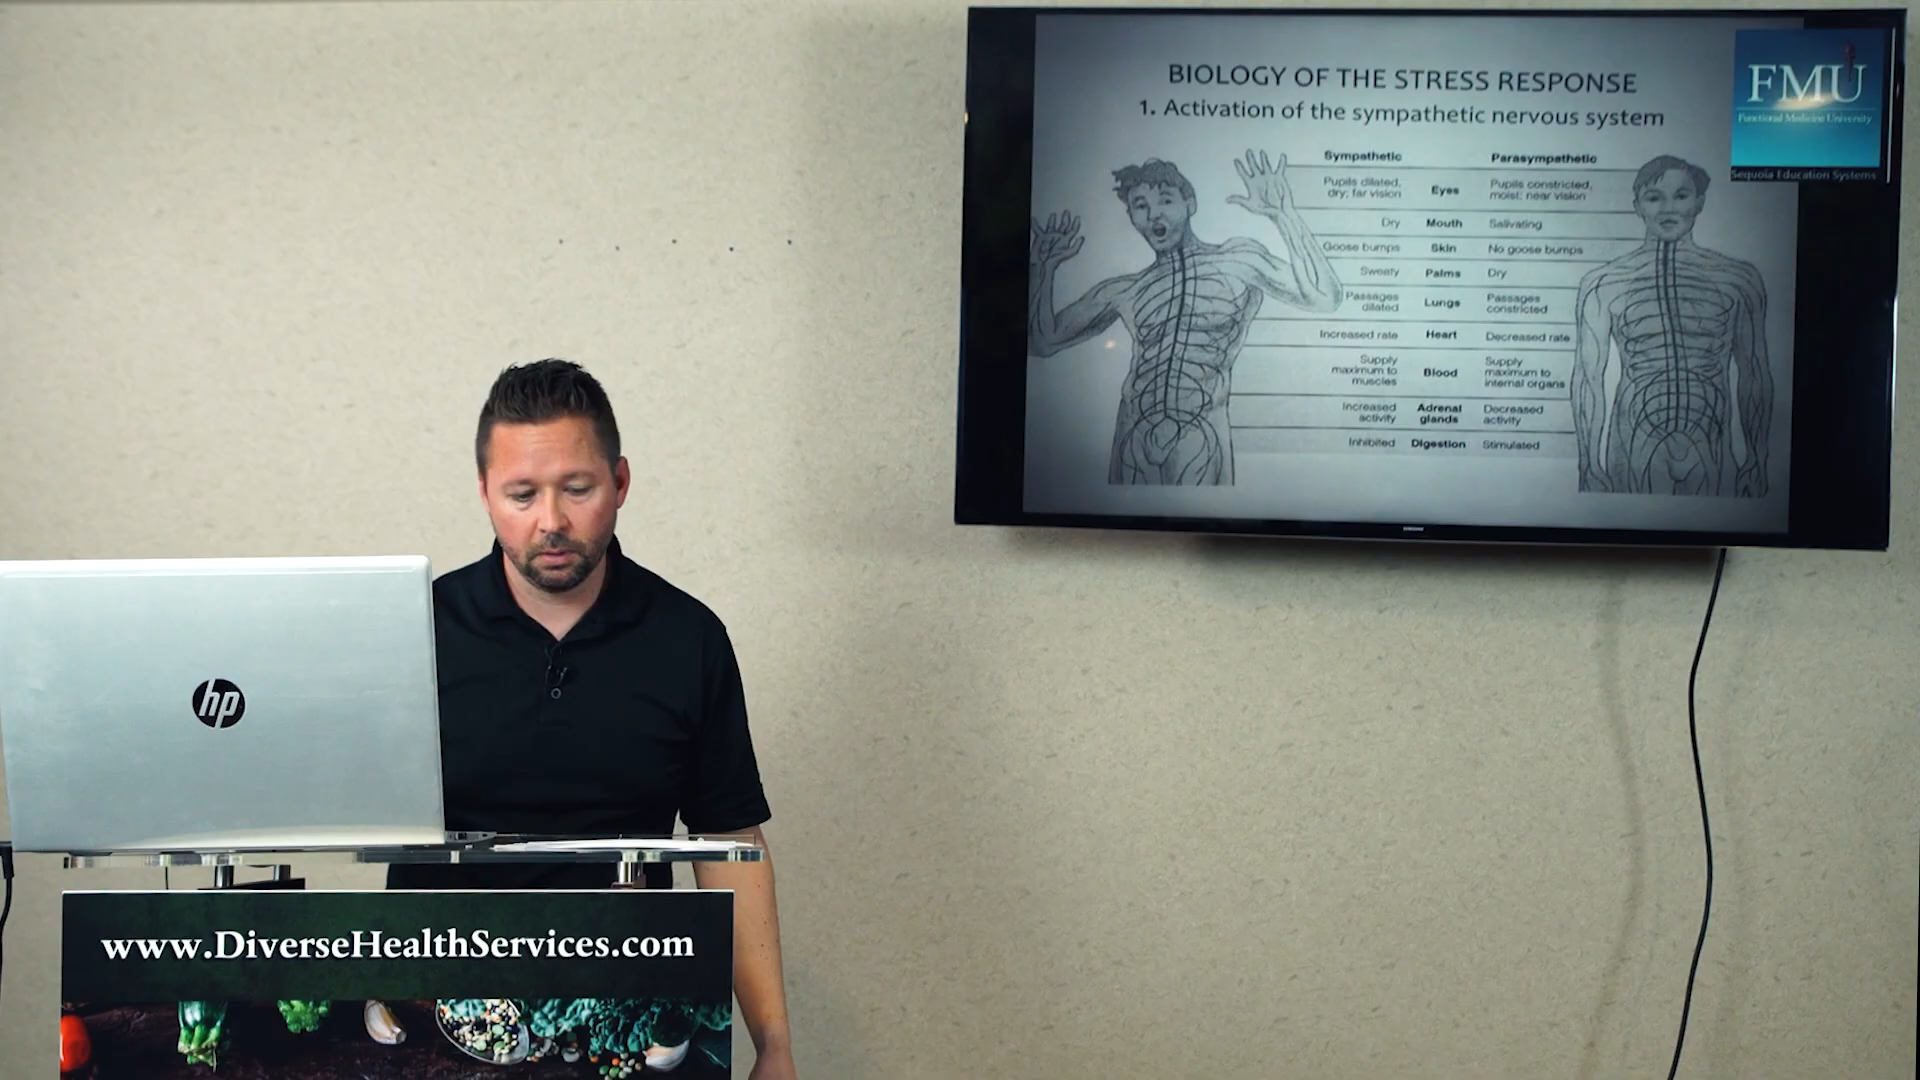 BIOLOGY OF THE STRESS RESPONSE
1. Activation of the sympathetic nervous system
FMU
Functional Medicine University
Sequoia Education Systems
Sympathetic Parasympathetic
Pupils dilated, dry; far vision Eyes Pupils constricted, moist; near vision
Dry Mouth Salivating
Goose bumps Skin No goose bumps
Sweaty Palms Dry
Passages dilated Lungs Passages constricted
Increased rate Heart Decreased rate
Supply maximum to muscles Blood Supply maximum to internal organs
Increased activity Adrenal glands Decreased activity
Inhibited Digestion Stimulated
SAMSUNG
hp
www.DiverseHealthServices.com